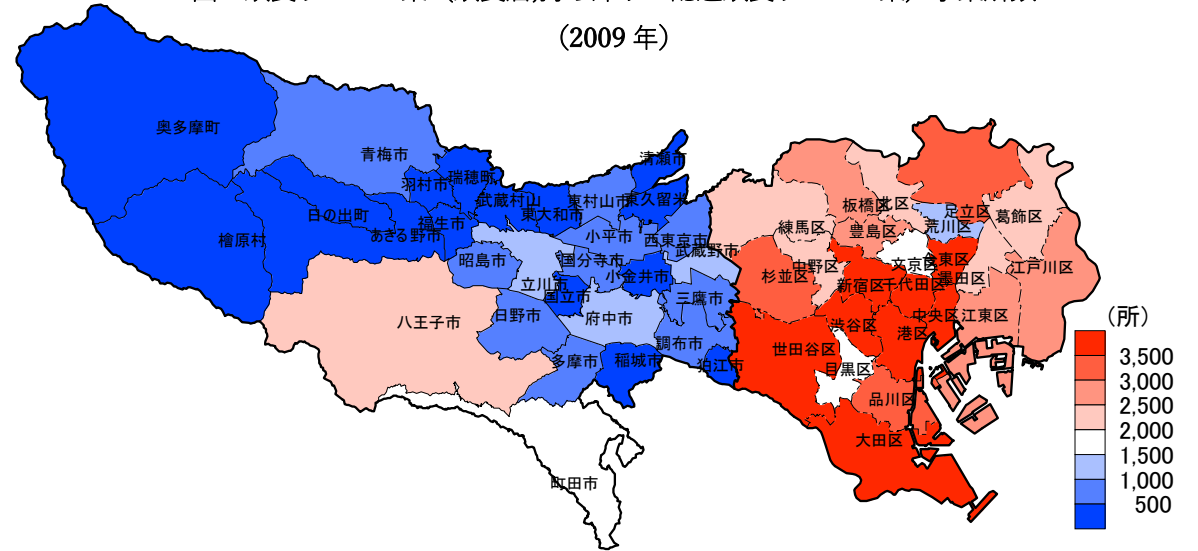 (2009 年)
奥多摩町
青梅市
清瀬市
羽村市
瑞穂町
武蔵村山
東大和市
東村山市
東久留米
日の出町
福生市
あきる野市
檜原村
小平市
西東京市
武蔵野市
昭島市
国分寺市
小金井市
立川市
国立市
三鷹市
八王子市
日野市
府中市
調布市
多摩市
稲城市
狛江市
町田市
板橋区
北区
足立区
葛飾区
練馬区
豊島区
荒川区
中野区
文京区
台東区
江戸川区
杉並区
新宿区
千代田区
墨田区
渋谷区
港区
中央区
江東区
世田谷区
目黒区
品川区
大田区
(所)
3,500
3,000
2,500
2,000
1,500
1,000
500